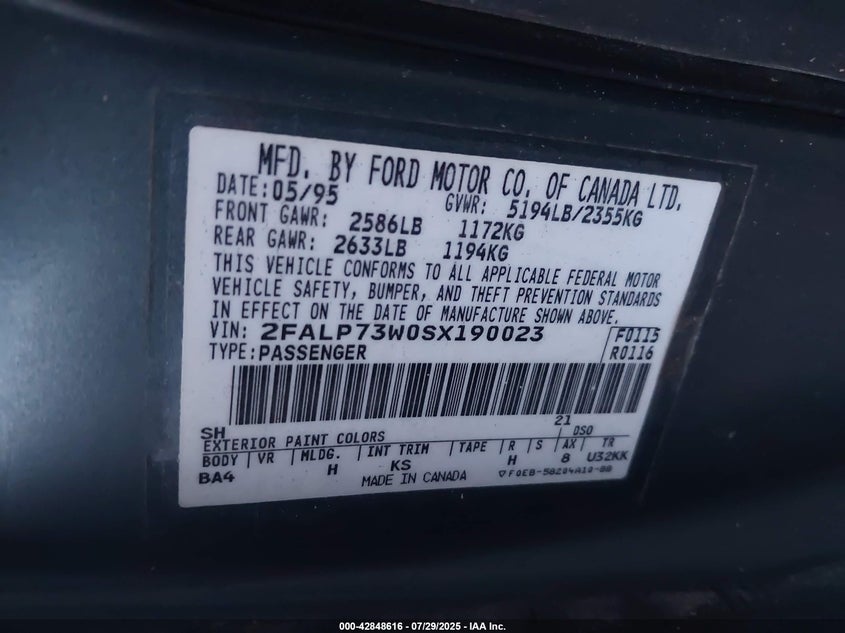 MFD. BY FORD MOTOR CO. OF CANADA LTD.
DATE: 05/95 GVWR: 5194LB/2355KG
FRONT GAWR: 2586LB 1172KG
REAR GAWR: 2633LB 1194KG
THIS VEHICLE CONFORMS TO ALL APPLICABLE FEDERAL MOTOR
VEHICLE SAFETY, BUMPER, AND THEFT PREVENTION STANDARDS
IN EFFECT ON THE DATE OF MANUFACTURE SHOWN ABOVE.
VIN: 2FALP73W0SX190023 F0115
TYPE: PASSENGER R0116
SH 21
EXTERIOR PAINT COLORS DSO
BODY VR MLDG. INT TRIM TAPE R S AX TR
BA4 H KS H 8 U32KK
MADE IN CANADA ▽F0EB-58204A10-BB
000-42848616 - 07/29/2025 - IAA Inc.